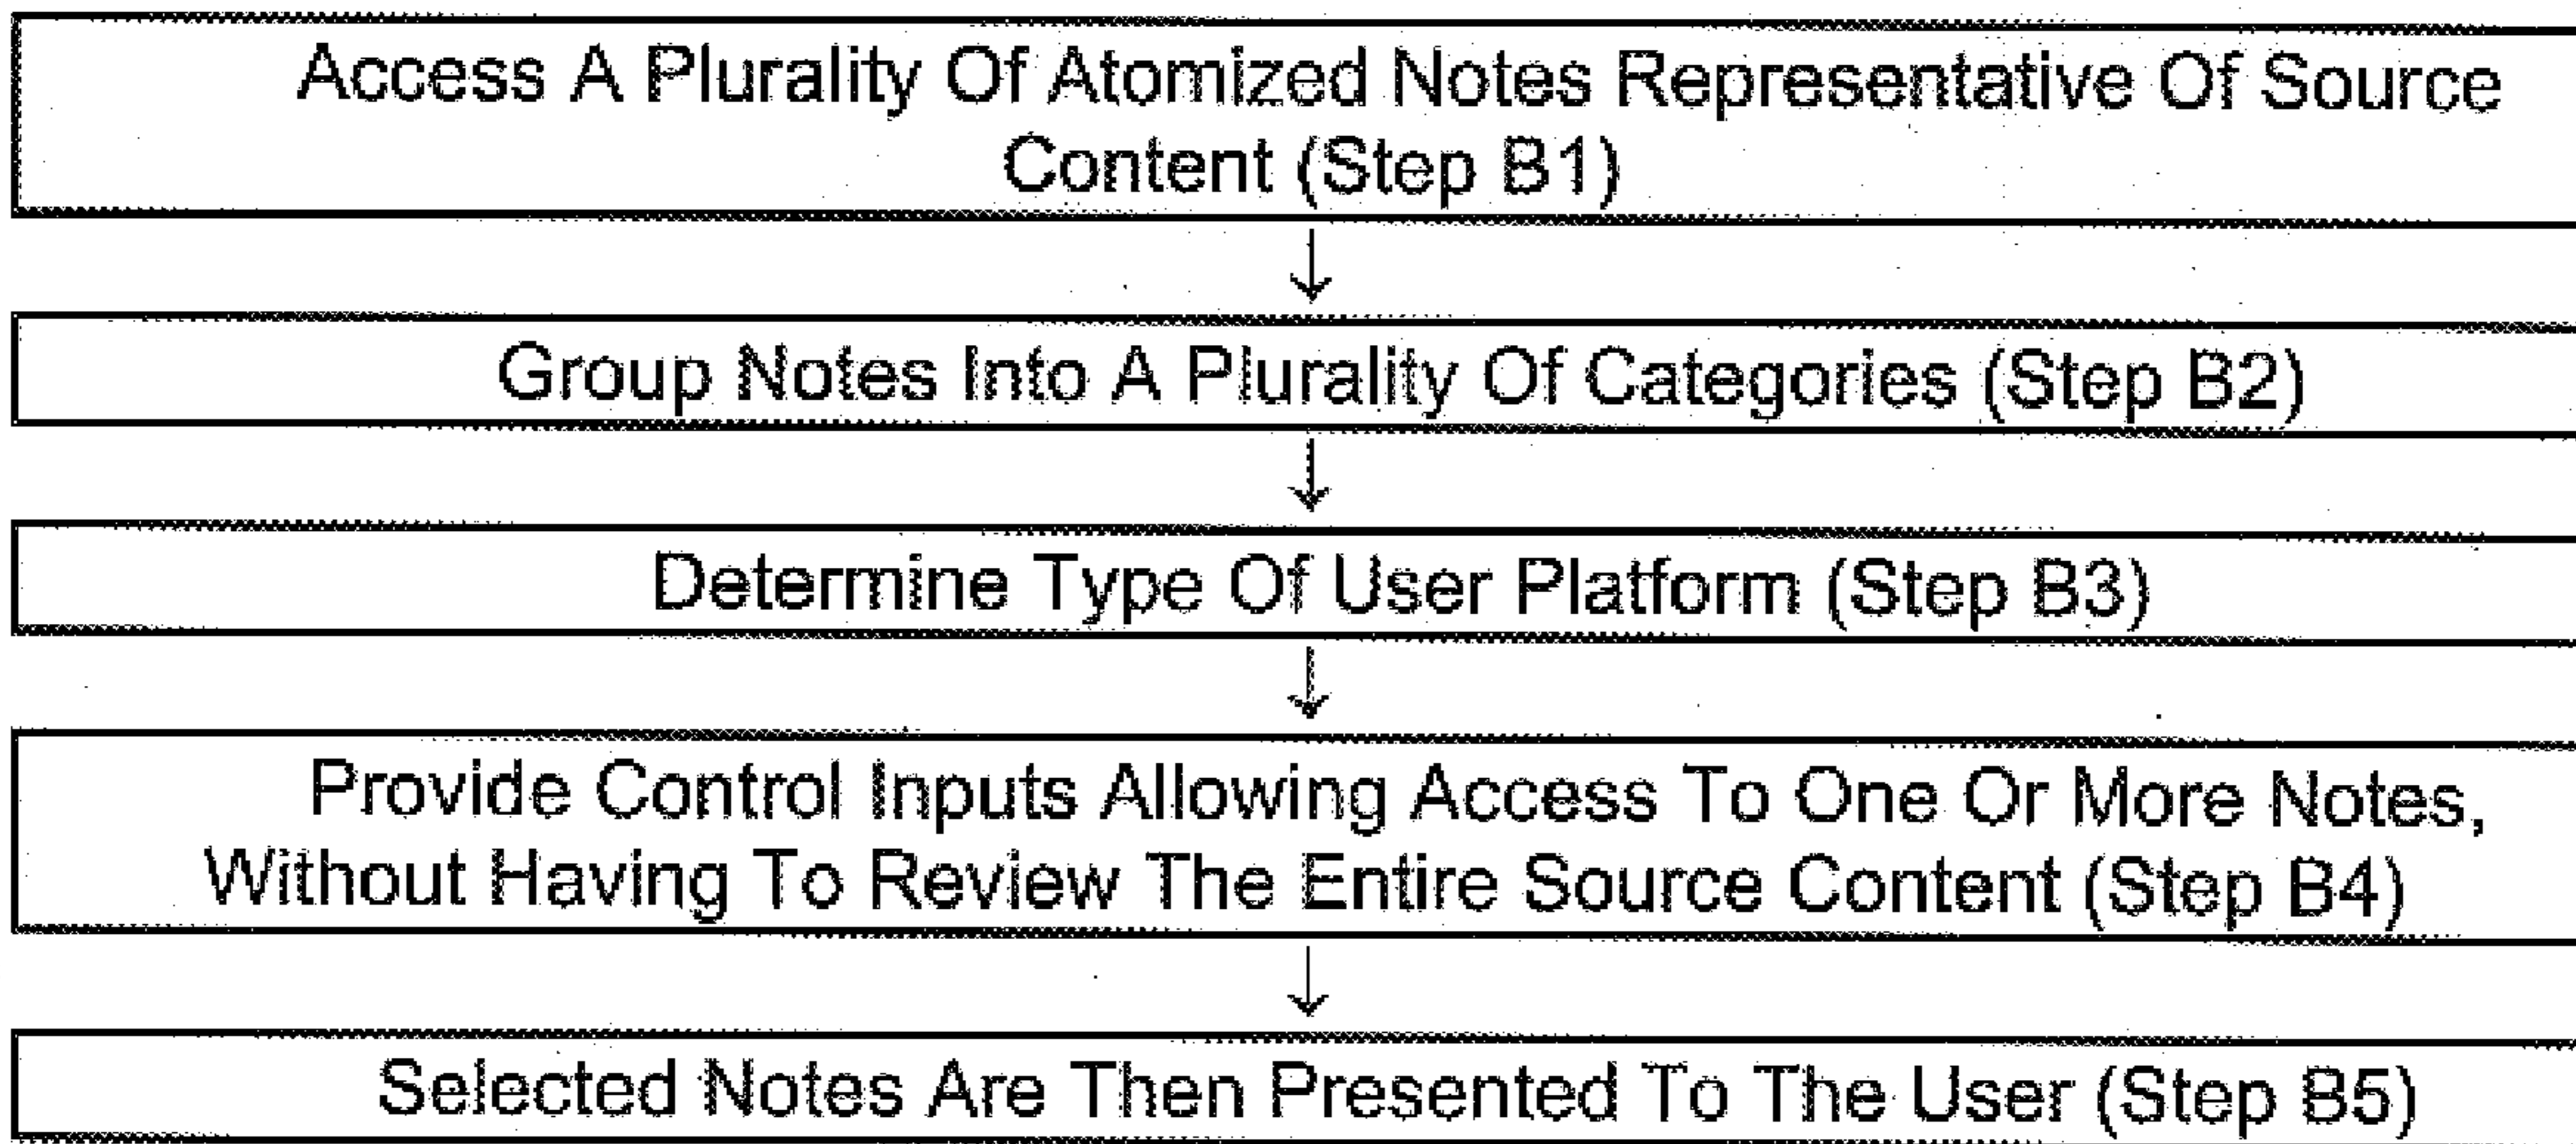 Access A Plurality Of Atomized Notes Representative Of Source
Content (Step B1)
Group Notes Into A Plurality Of Categories (Step B2)
Determine Type Of User Platform (Step B3)
Provide Control Inputs Allowing Access To One Or More Notes,
Without Having To Review The Entire Source Content (Step B4)
Selected Notes Are Then Presented To The User (Step B5)